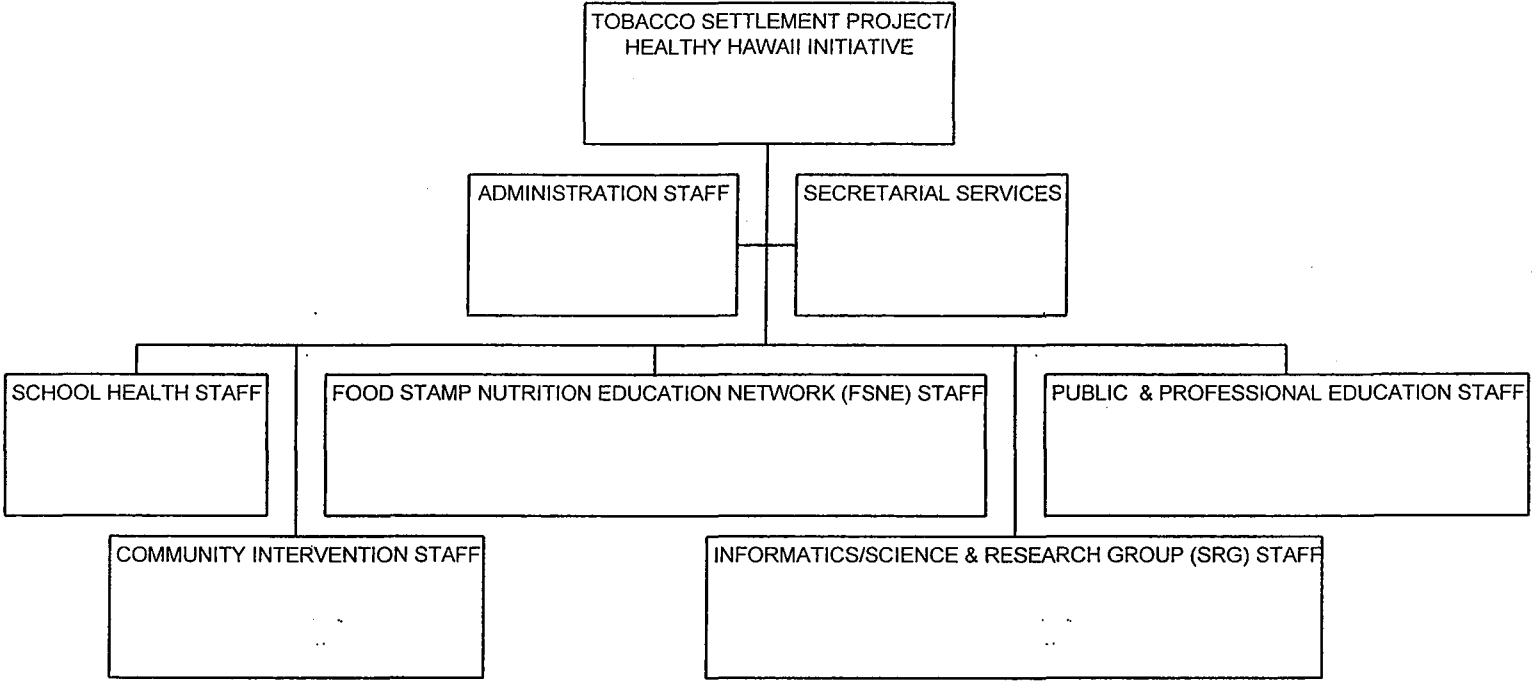 TOBACCO SETTLEMENT PROJECT/
HEALTHY HAWAII INITIATIVE
ADMINISTRATION STAFF
SECRETARIAL SERVICES
SCHOOL HEALTH STAFF
FOOD STAMP NUTRITION EDUCATION NETWORK (FSNE) STAFF
PUBLIC & PROFESSIONAL EDUCATION STAFF
COMMUNITY INTERVENTION STAFF
INFORMATICS/SCIENCE & RESEARCH GROUP (SRG) STAFF